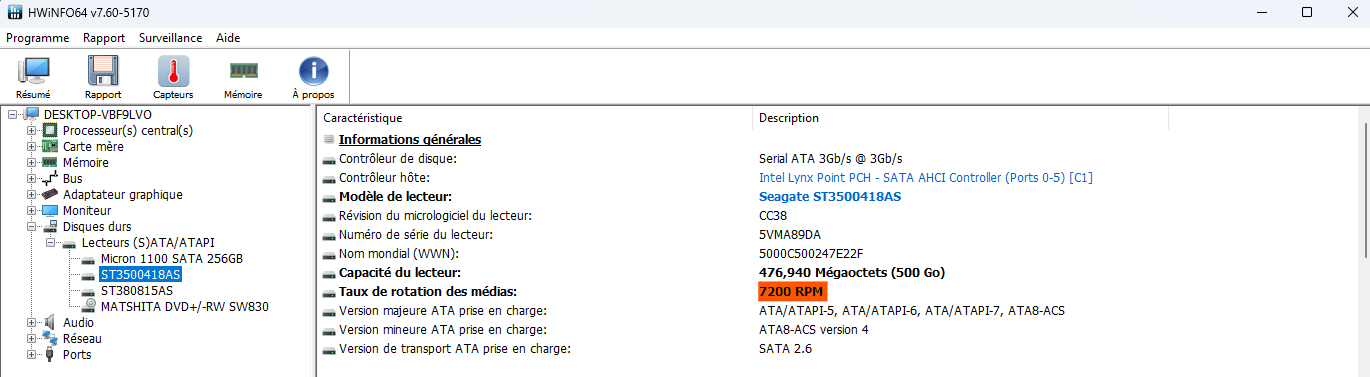 HWiNFO64 v7.60-5170
Programme Rapport Surveillance Aide
Résumé Rapport Capteurs Mémoire À propos
DESKTOP-VBF9LVO
Processeur(s) central(s)
Carte mère
Mémoire
Bus
Adaptateur graphique
Moniteur
Disques durs
Lecteurs (S)ATA/ATAPI
Micron 1100 SATA 256GB
ST3500418AS
ST380815AS
MATSHITA DVD+/-RW SW830
Audio
Réseau
Ports
Caractéristique Description
Informations générales
Contrôleur de disque: Serial ATA 3Gb/s @ 3Gb/s
Contrôleur hôte: Intel Lynx Point PCH - SATA AHCI Controller (Ports 0-5) [C1]
Modèle de lecteur: Seagate ST3500418AS
Révision du micrologiciel du lecteur: CC38
Numéro de série du lecteur: 5VMA89DA
Nom mondial (WWN): 5000C500247E22F
Capacité du lecteur: 476,940 Mégaoctets (500 Go)
Taux de rotation des médias: 7200 RPM
Version majeure ATA prise en charge: ATA/ATAPI-5, ATA/ATAPI-6, ATA/ATAPI-7, ATA8-ACS
Version mineure ATA prise en charge: ATA8-ACS version 4
Version de transport ATA prise en charge: SATA 2.6